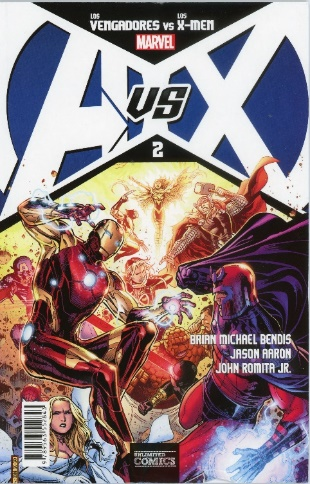 LOS
VENGADORES VS
LOS
X-MEN
MARVEL
A VS X
2
BRIAN MICHAEL BENDIS
JASON AARON
JOHN ROMITA JR.
UNLIMITED
COMICS